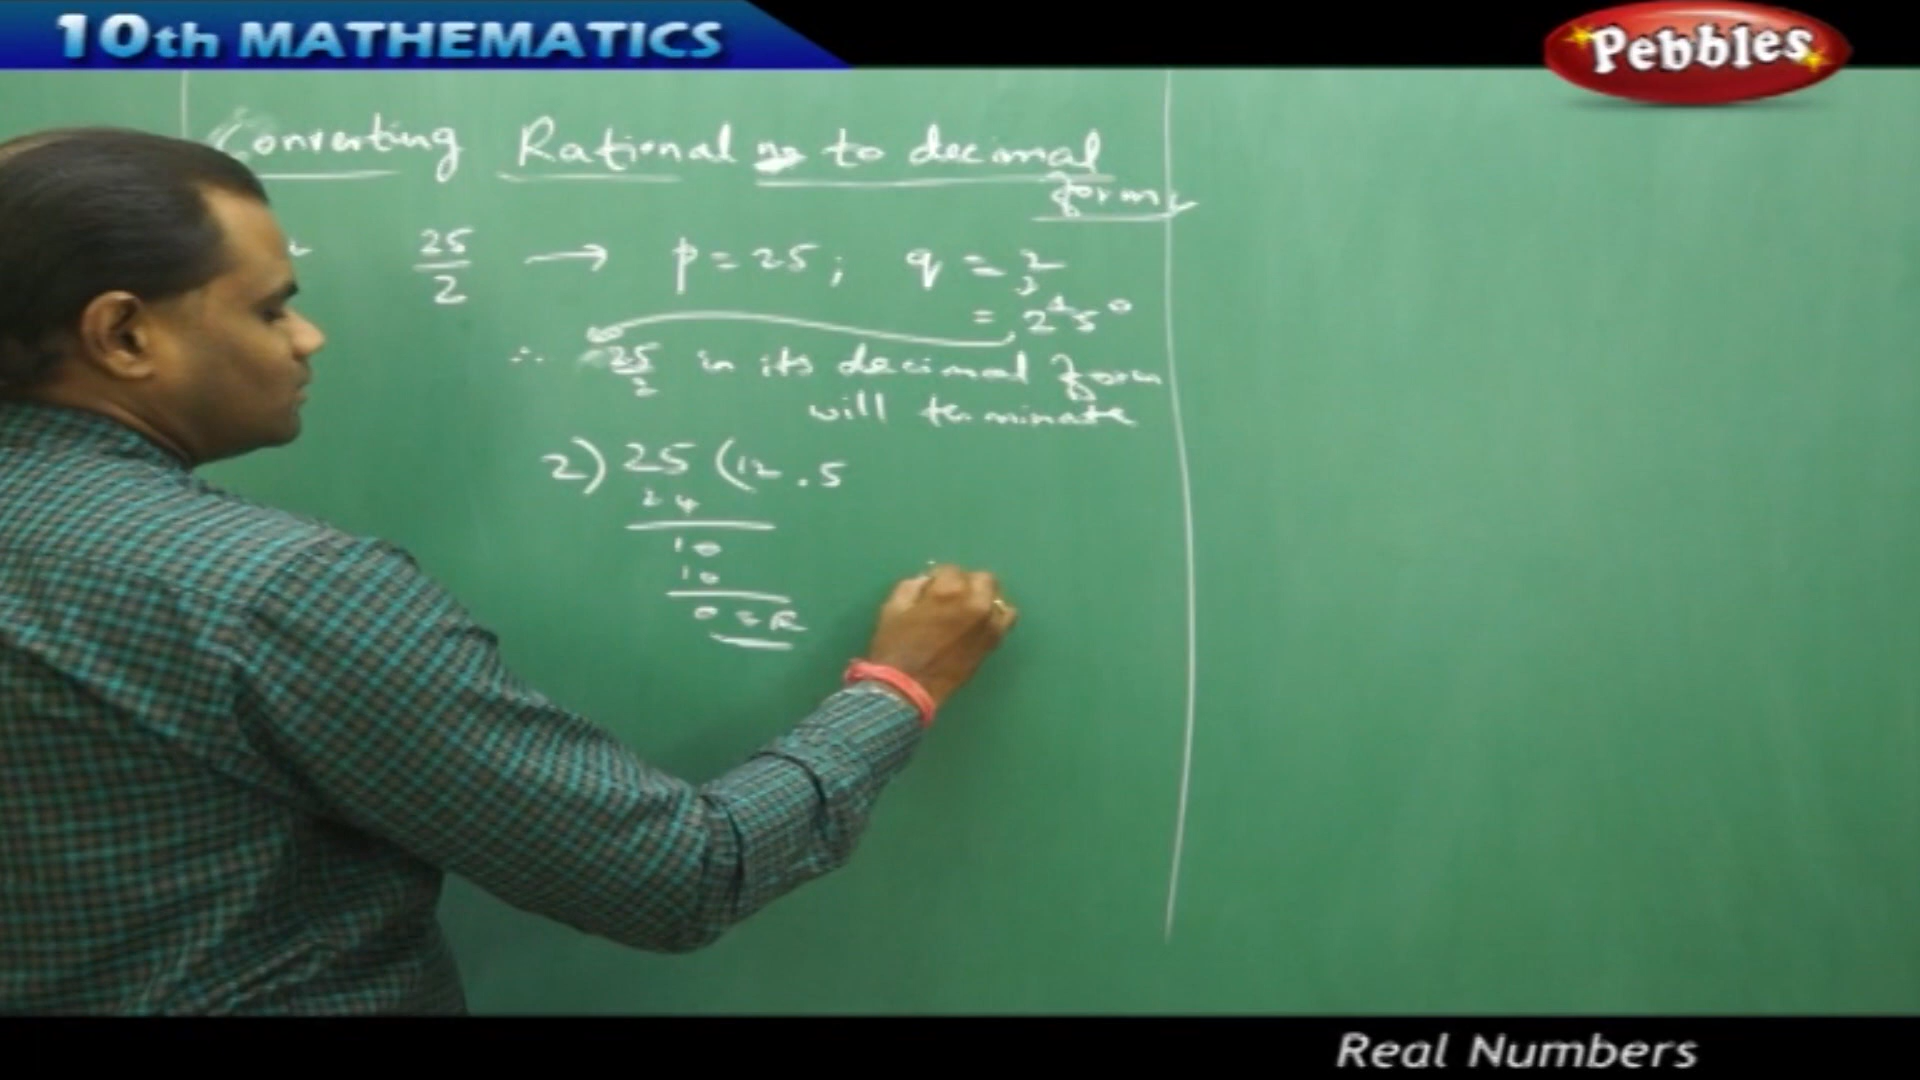 10th MATHEMATICS
Pebbles
Converting Rational no to decimal
form
25/2 → p = 25; q = 2
= 2¹5⁰
∴ 25/2 in its decimal form
will terminate
2) 25 (12.5
24
10
10
0 = R
Real Numbers